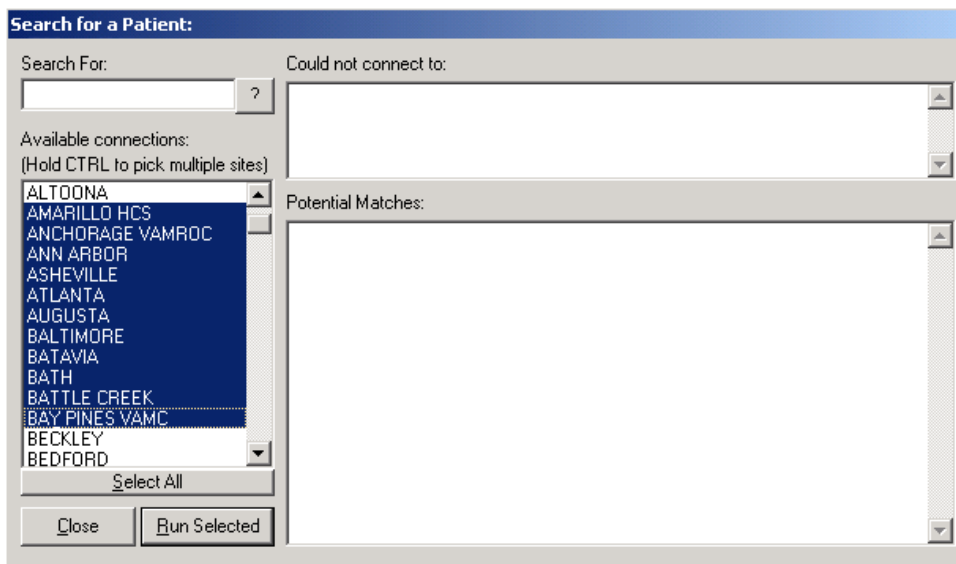 Search for a Patient:
Search For:
?
Available connections:
(Hold CTRL to pick multiple sites)
ALTOONA
AMARILLO HCS
ANCHORAGE VAMROC
ANN ARBOR
ASHEVILLE
ATLANTA
AUGUSTA
BALTIMORE
BATAVIA
BATH
BATTLE CREEK
BAY PINES VAMC
BECKLEY
BEDFORD
Select All
Close
Run Selected
Could not connect to:
Potential Matches: